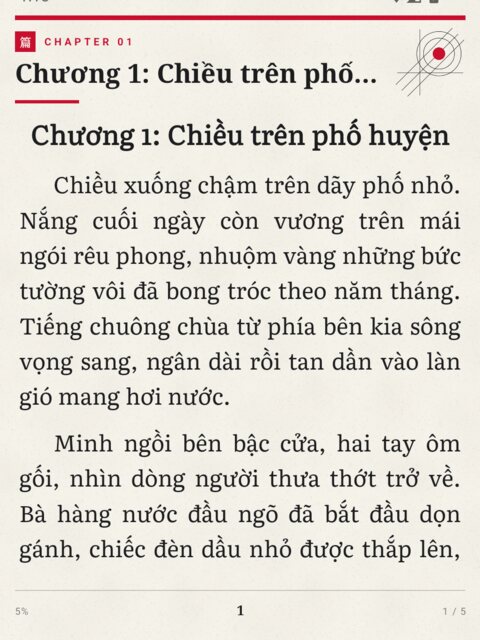 篇 CHAPTER 01
Chương 1: Chiều trên phố...
Chương 1: Chiều trên phố huyện
Chiều xuống chậm trên dãy phố nhỏ.
Nắng cuối ngày còn vương trên mái
ngói rêu phong, nhuộm vàng những bức
tường vôi đã bong tróc theo năm tháng.
Tiếng chuông chùa từ phía bên kia sông
vọng sang, ngân dài rồi tan dần vào làn
gió mang hơi nước.
Minh ngồi bên bậc cửa, hai tay ôm
gối, nhìn dòng người thưa thớt trở về.
Bà hàng nước đầu ngõ đã bắt đầu dọn
gánh, chiếc đèn dầu nhỏ được thắp lên,
5% 1 1 / 5